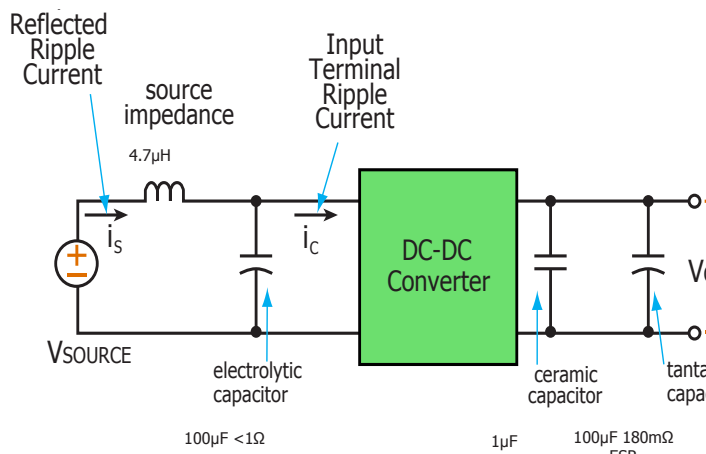 Reflected
Ripple
Current
source
impedance
4.7µH
Input
Terminal
Ripple
Current
iS
iC
DC-DC
Converter
VSOURCE
electrolytic
capacitor
100µF <1Ω
ceramic
capacitor
1µF
100µF 180mΩ